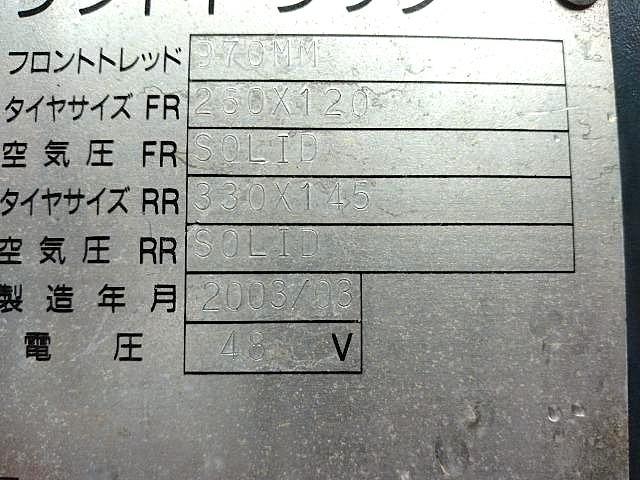 フロントトレッド 970MM
タイヤサイズ FR 260X120
空気圧 FR SOLID
タイヤサイズ RR 330X145
空気圧 RR SOLID
製造年月 2003/03
電圧 48 V